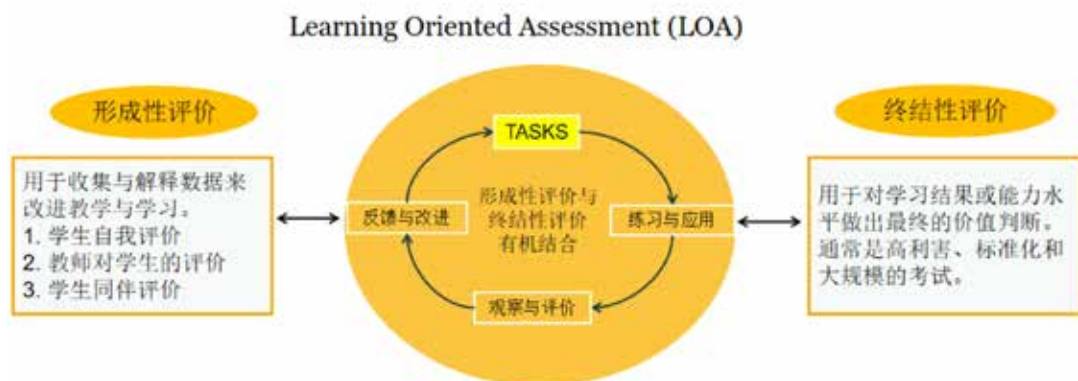 Learning Oriented Assessment (LOA)
形成性评价
用于收集与解释数据来
改进教学与学习。
1. 学生自我评价
2. 教师对学生的评价
3. 学生同伴评价
TASKS
反馈与改进
形成性评价与
终结性评价
有机结合
练习与应用
观察与评价
终结性评价
用于对学习结果或能力水
平做出最终的价值判断。
通常是高利害、标准化和
大规模的考试。